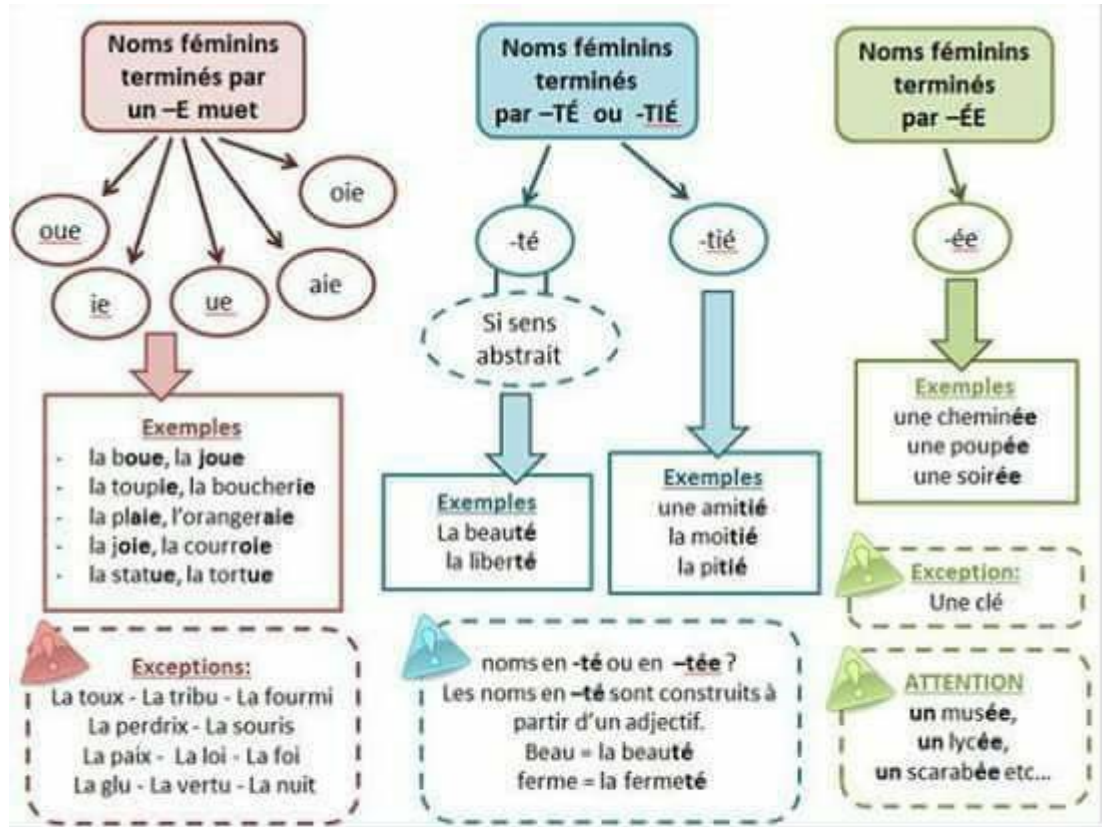 Noms féminins
terminés par
un –E muet
oue
ie
ue
aie
oie
Exemples
- la boue, la joue
- la toupie, la boucherie
- la plaie, l'orangeraie
- la joie, la courroie
- la statue, la tortue
Exceptions:
La toux - La tribu - La fourmi
La perdrix - La souris
La paix - La loi - La foi
La glu - La vertu - La nuit
Noms féminins
terminés
par –TÉ ou -TIÉ
-té
-tié
Si sens
abstrait
Exemples
La beauté
la liberté
Exemples
une amitié
la moitié
la pitié
noms en -té ou en –tée ?
Les noms en –té sont construits à
partir d'un adjectif.
Beau = la beauté
ferme = la fermeté
Noms féminins
terminés
par –ÉE
-ée
Exemples
une cheminée
une poupée
une soirée
Exception:
Une clé
ATTENTION
un musée,
un lycée,
un scarabée etc...